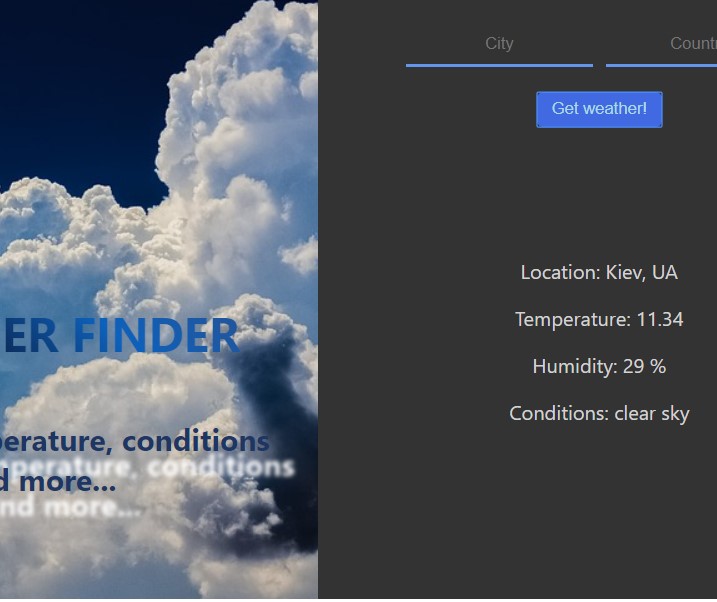 City
Countr
Get weather!
Location: Kiev, UA
Temperature: 11.34
Humidity: 29 %
Conditions: clear sky
ER FINDER
perature, conditions
d more...